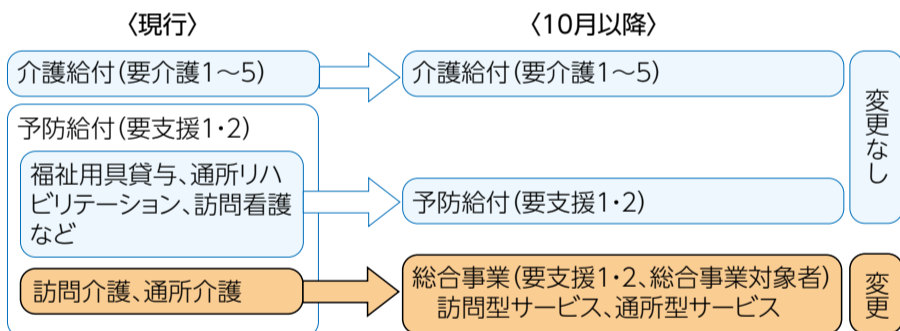 〈現行〉
〈10月以降〉
介護給付(要介護1～5)
介護給付(要介護1～5)
予防給付(要支援1・2)
福祉用具貸与、通所リハ
ビリテーション、訪問看護
など
予防給付(要支援1・2)
変更なし
訪問介護、通所介護
総合事業(要支援1・2、総合事業対象者)
訪問型サービス、通所型サービス
変更